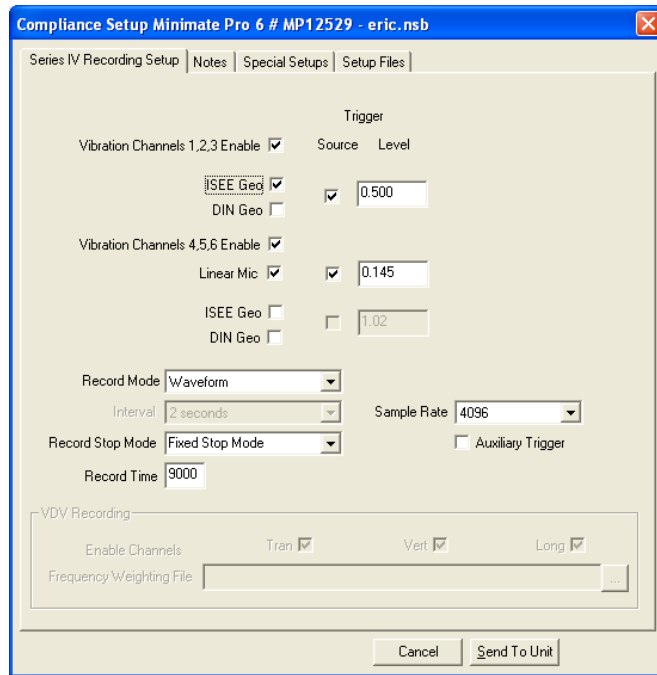 Compliance Setup Minimate Pro 6 # MP12529 - eric.nsb
Series IV Recording Setup Notes Special Setups Setup Files
Trigger
Vibration Channels 1,2,3 Enable Source Level
ISEE Geo 0.500
DIN Geo
Vibration Channels 4,5,6 Enable
Linear Mic 0.145
ISEE Geo 1.02
DIN Geo
Record Mode Waveform
Interval 2 seconds Sample Rate 4096
Record Stop Mode Fixed Stop Mode Auxiliary Trigger
Record Time 9000
VDV Recording
Enable Channels Tran Vert Long
Frequency Weighting File ...
Cancel Send To Unit